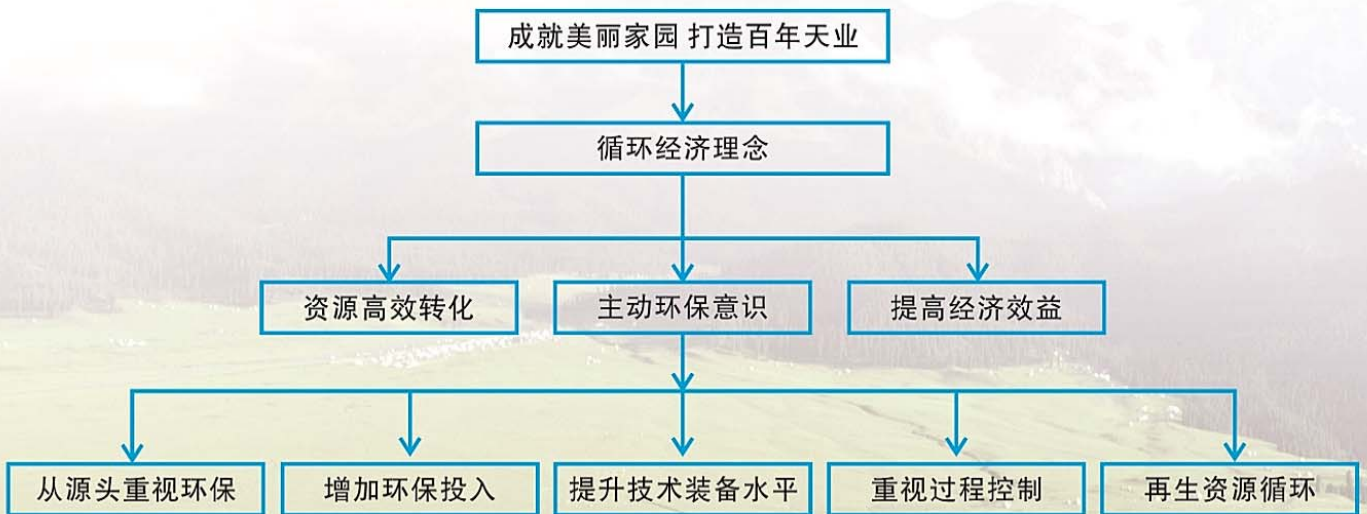 成就美丽家园 打造百年天业
循环经济理念
资源高效转化
主动环保意识
提高经济效益
从源头重视环保
增加环保投入
提升技术装备水平
重视过程控制
再生资源循环